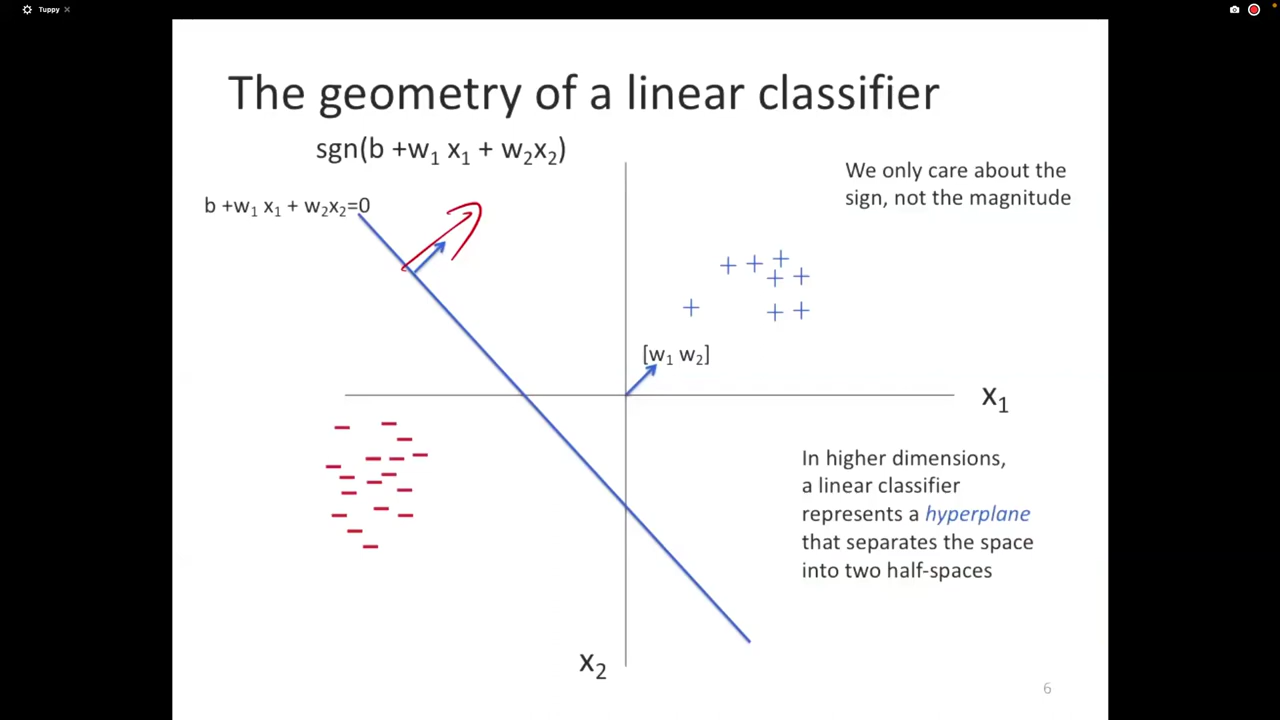 Tuppy
The geometry of a linear classifier
sgn(b +w₁ x₁ + w₂x₂)
b +w₁ x₁ + w₂x₂=0
We only care about the
sign, not the magnitude
[w₁ w₂]
x₁
In higher dimensions,
a linear classifier
represents a hyperplane
that separates the space
into two half-spaces
x₂
6